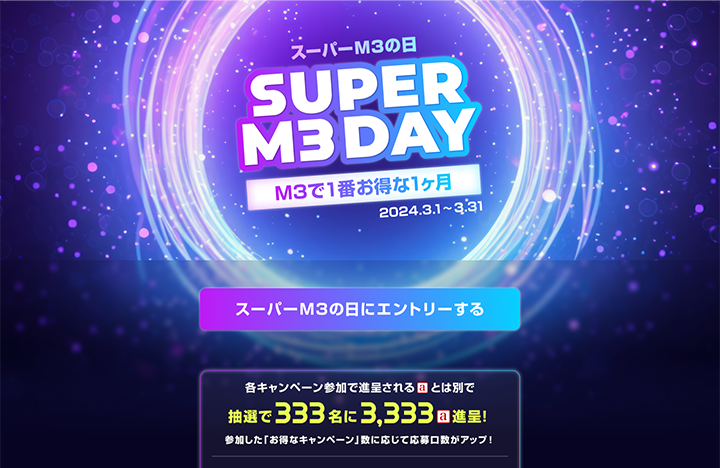 スーパーM3の日
SUPER
M3 DAY
M3で1番お得な1ヶ月
2024.3.1～3.31
スーパーM3の日にエントリーする
各キャンペーン参加で進呈される a とは別で
抽選で 333 名に 3,333 a 進呈!
参加した「お得なキャンペーン」数に応じて応募口数がアップ!